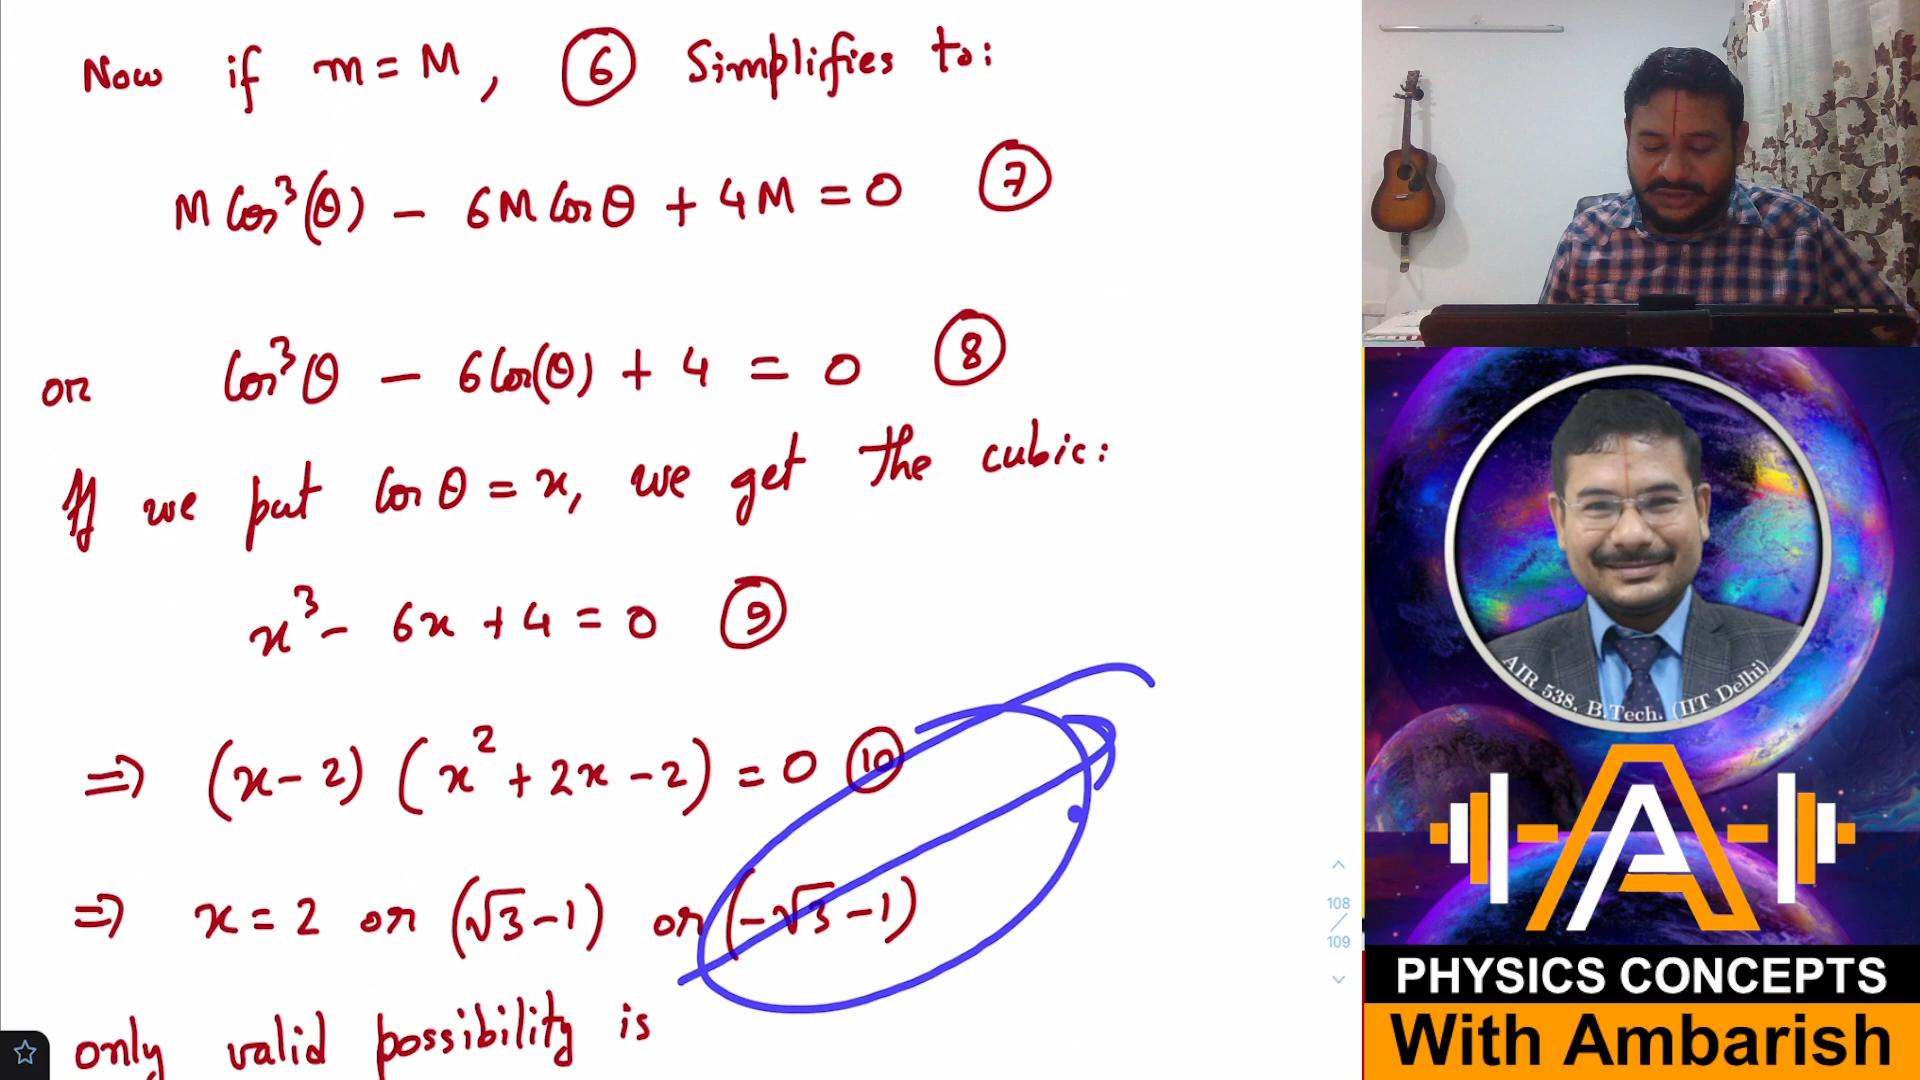 Now if m = M, ⑥ Simplifies to:
M Cos³(θ) – 6M Cos θ + 4M = 0 ⑦
or Cos³θ – 6Cos(θ) + 4 = 0 ⑧
If we put Cos θ = x, we get the cubic:
x³ – 6x + 4 = 0 ⑨
⇒ (x – 2) (x² + 2x – 2) = 0 ⑩
⇒ x = 2 or (√3 – 1) or (–√3 – 1)
only valid possibility is
108
/
109
AIR 538, B.Tech. (IIT Delhi)
A
PHYSICS CONCEPTS
With Ambarish